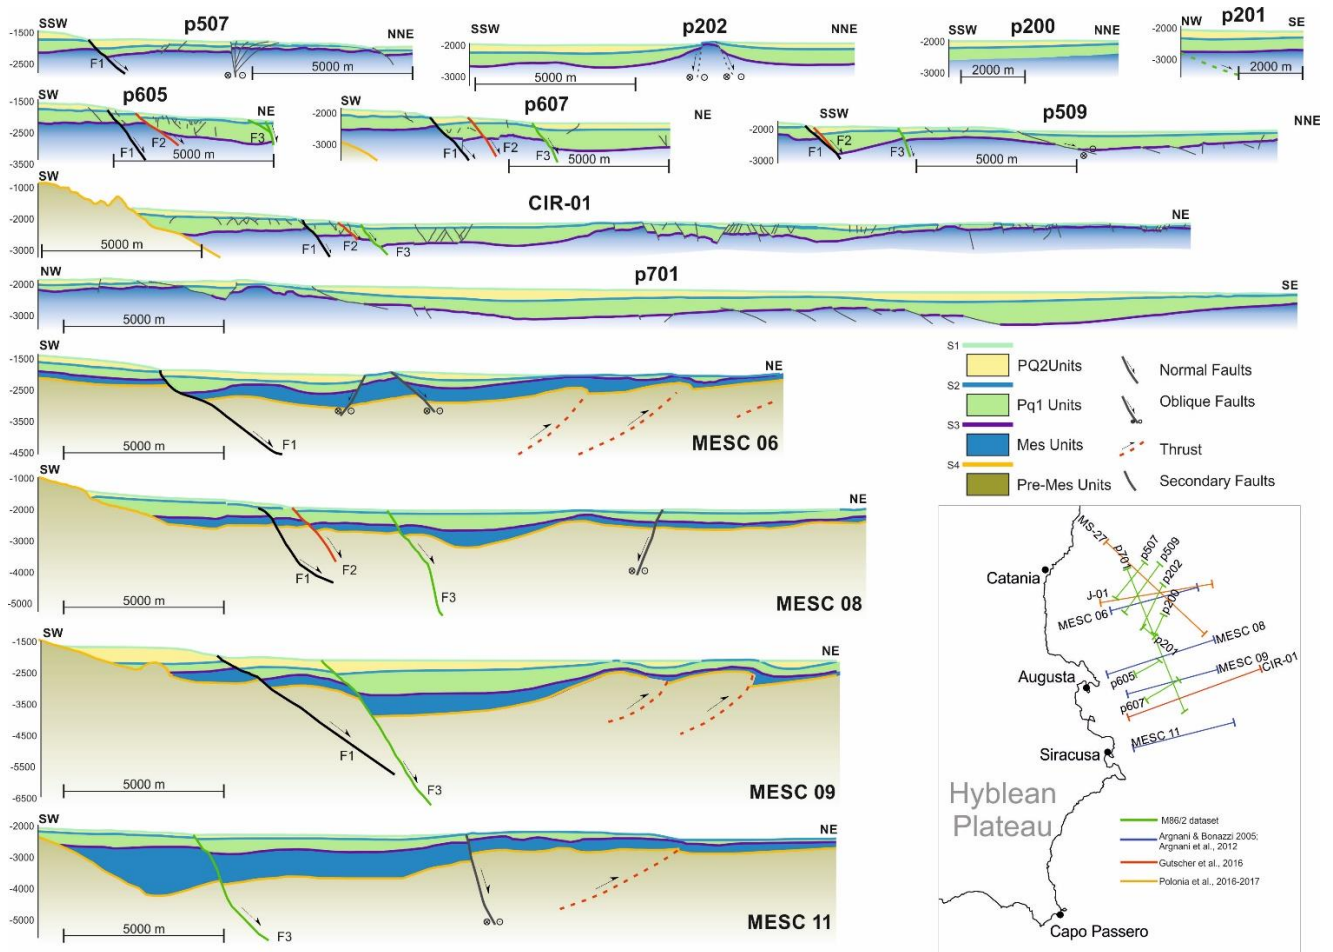 p507
SSW
NNE
-1500
-2000
-2500
F1
5000 m
p202
SSW
NNE
-2000
-3000
5000 m
p200
SSW
NNE
-2000
-3000
2000 m
p201
NW
SE
-2000
-3000
2000 m
p605
SW
NE
-1500
-2500
-3500
F1
F2
F3
5000 m
p607
SW
NE
-2000
-3000
F1
F2
F3
5000 m
p509
SSW
NNE
-2000
-3000
F1
F2
F3
5000 m
CIR-01
SW
NE
-1000
-2000
-3000
5000 m
F1
F2
F3
p701
NW
SE
-2000
-3000
5000 m
SW
NE
-1500
-2500
-3500
-4500
5000 m
F1
MESC 06
SW
NE
-1000
-2000
-3000
-4000
-5000
5000 m
F1
F2
F3
MESC 08
SW
NE
-1500
-2500
-3500
-4500
-5500
-6500
5000 m
F1
F3
MESC 09
SW
NE
-2000
-3000
-4000
-5000
5000 m
F3
MESC 11
S1
PQ2Units
S2
Pq1 Units
S3
Mes Units
S4
Pre-Mes Units
Normal Faults
Oblique Faults
Thrust
Secondary Faults
MS-27
p701
p507
p509
p202
Catania
J-01
p200
MESC 06
p201
MESC 08
MESC 09
CIR-01
p605
Augusta
p607
MESC 11
Siracusa
Hyblean
Plateau
M86/2 dataset
Argnani & Bonazzi 2005;
Argnani et al., 2012
Gutscher et al., 2016
Polonia et al., 2016-2017
Capo Passero